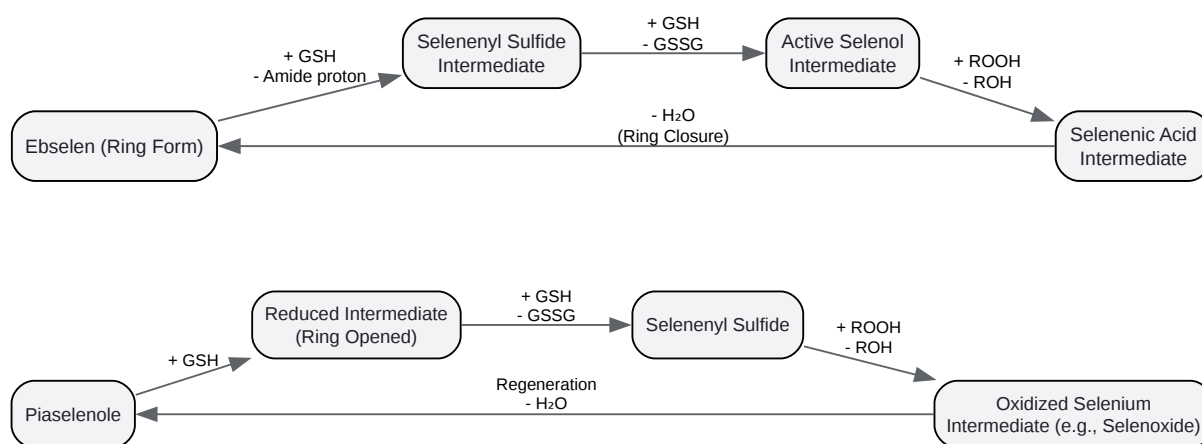 Ebselen (Ring Form)
+ GSH
- Amide proton
Selenenyl Sulfide
Intermediate
+ GSH
- GSSG
Active Selenol
Intermediate
+ ROOH
- ROH
Selenenic Acid
Intermediate
- H₂O
(Ring Closure)
Piaselenole
+ GSH
Reduced Intermediate
(Ring Opened)
+ GSH
- GSSG
Selenenyl Sulfide
+ ROOH
- ROH
Oxidized Selenium
Intermediate (e.g., Selenoxide)
Regeneration
- H₂O